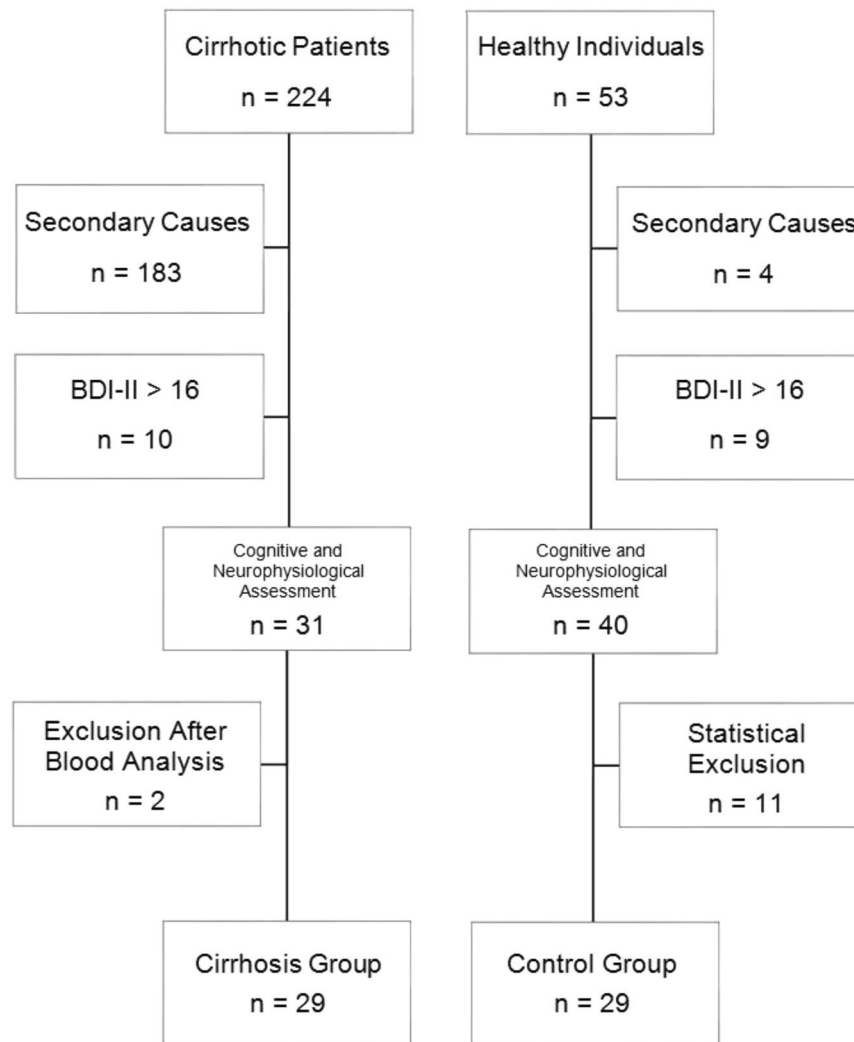 Cirrhotic Patients
n = 224
Healthy Individuals
n = 53
Secondary Causes
n = 183
Secondary Causes
n = 4
BDI-II > 16
n = 10
BDI-II > 16
n = 9
Cognitive and
Neurophysiological
Assessment
n = 31
Cognitive and
Neurophysiological
Assessment
n = 40
Exclusion After
Blood Analysis
n = 2
Statistical
Exclusion
n = 11
Cirrhosis Group
n = 29
Control Group
n = 29